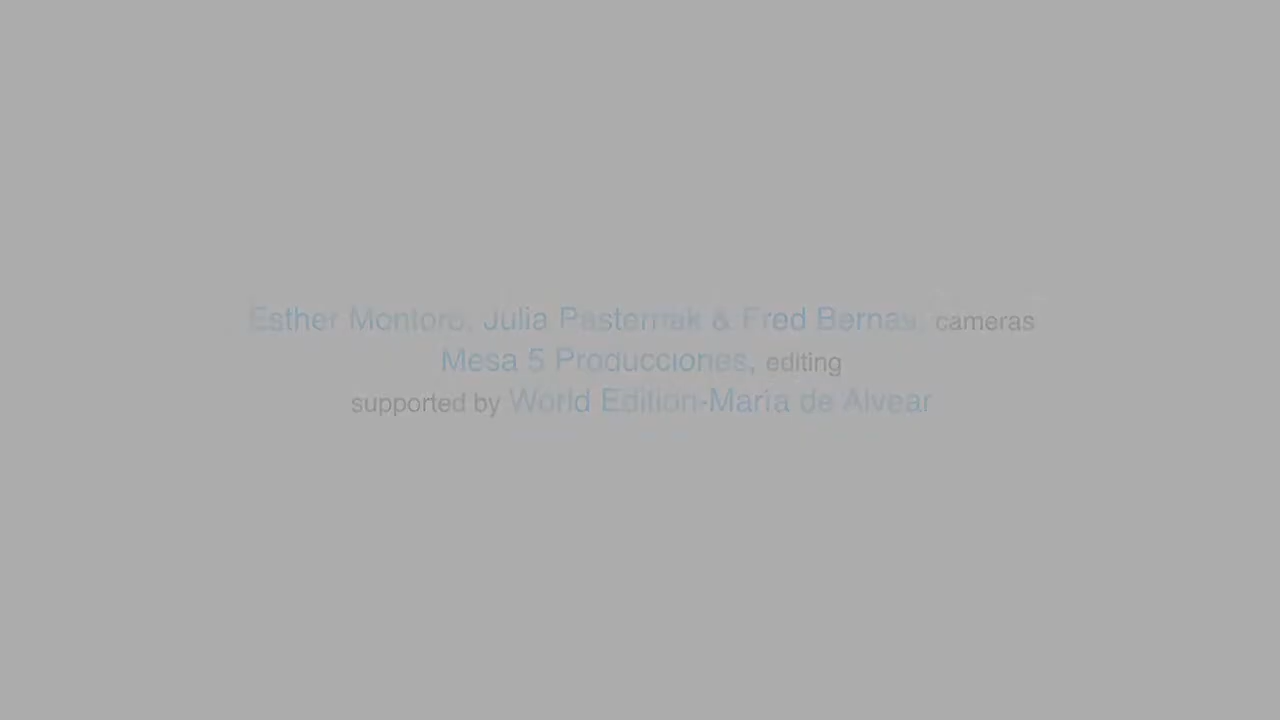 Esther Montoro, Julia Pasternak & Fred Bernas, cameras
Mesa 5 Producciones, editing
supported by World Edition-María de Alvear